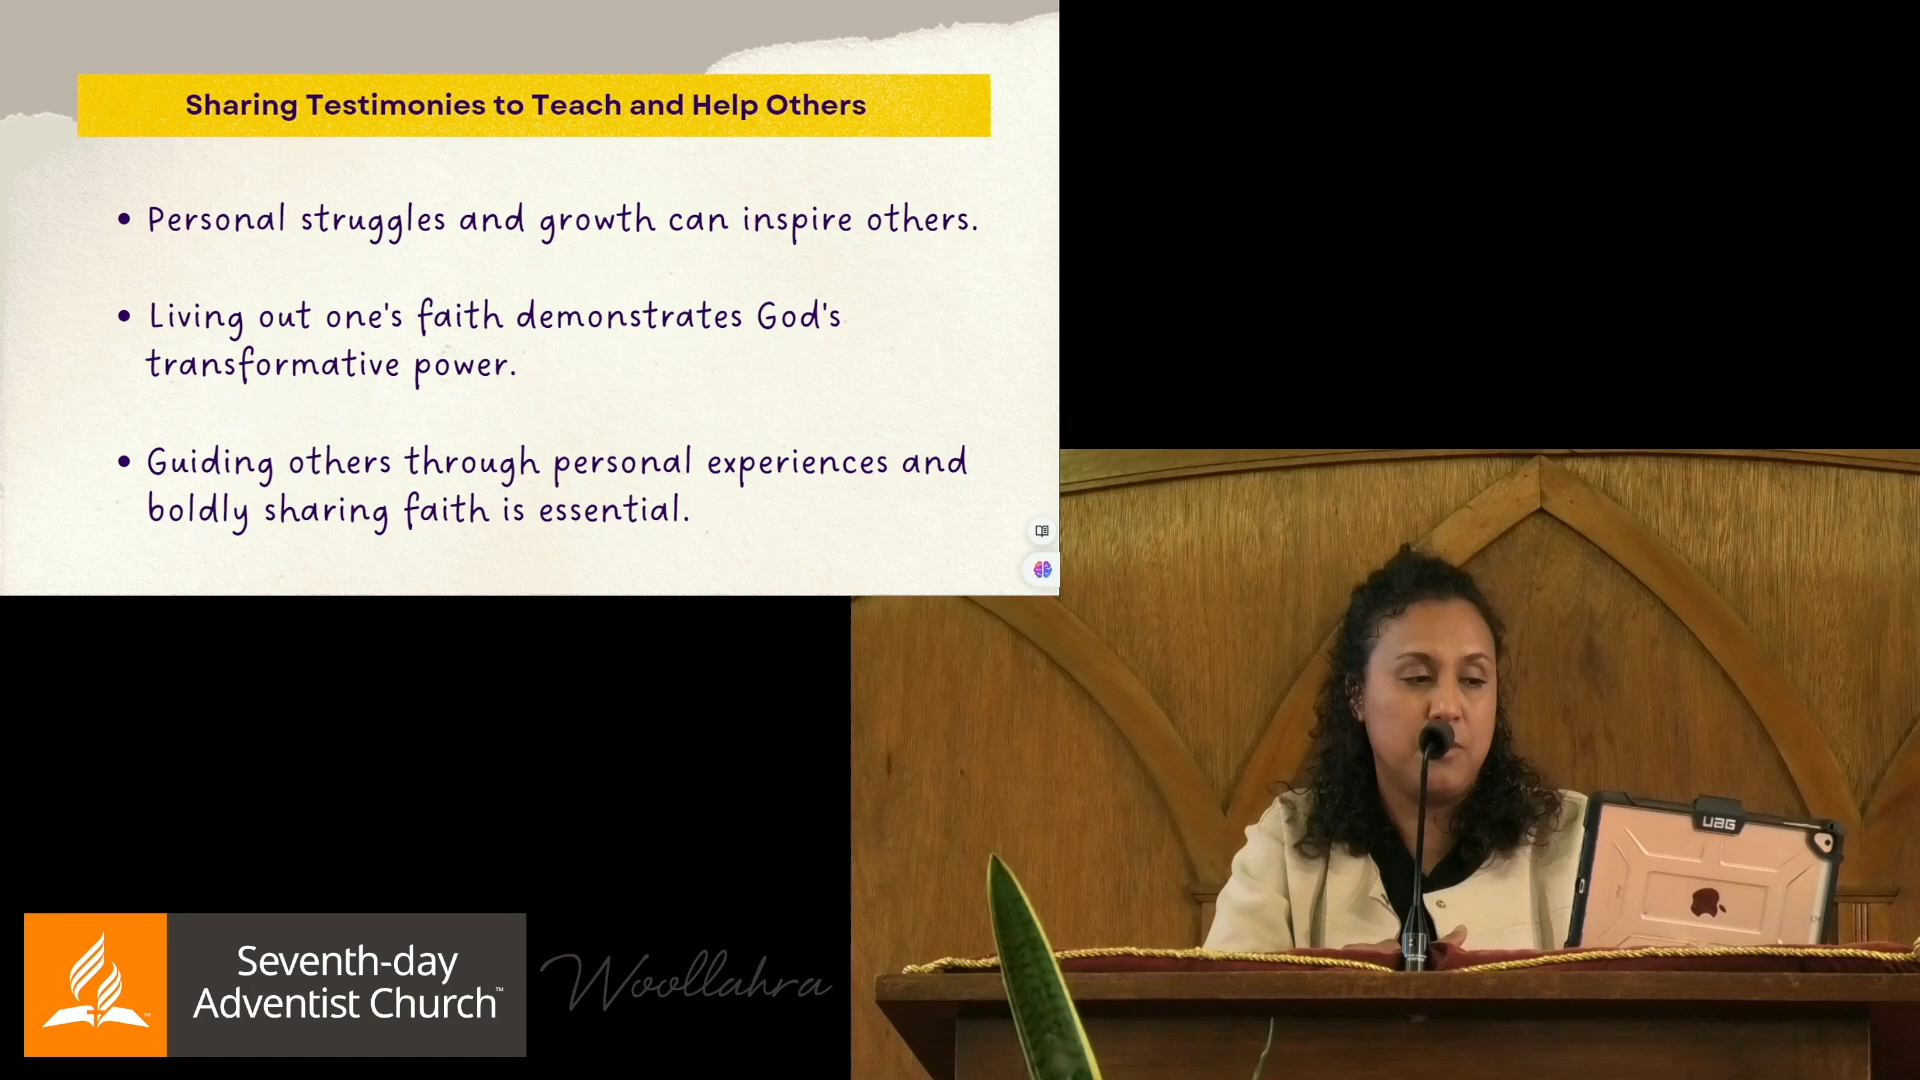 Sharing Testimonies to Teach and Help Others
• Personal struggles and growth can inspire others.
• Living out one's faith demonstrates God's
transformative power.
• Guiding others through personal experiences and
boldly sharing faith is essential.
UAG
Seventh-day
Adventist Church™
Woollahra